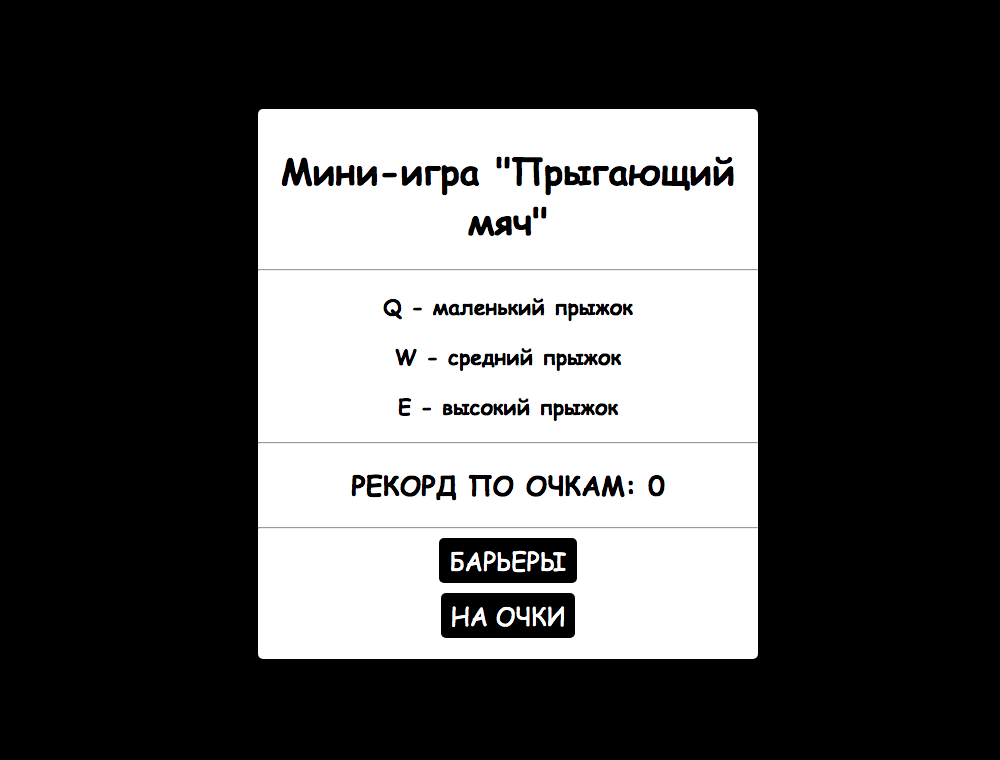 Мини-игра "Прыгающий
мяч"
Q - маленький прыжок
W - средний прыжок
E - высокий прыжок
РЕКОРД ПО ОЧКАМ: 0
БАРЬЕРЫ
НА ОЧКИ